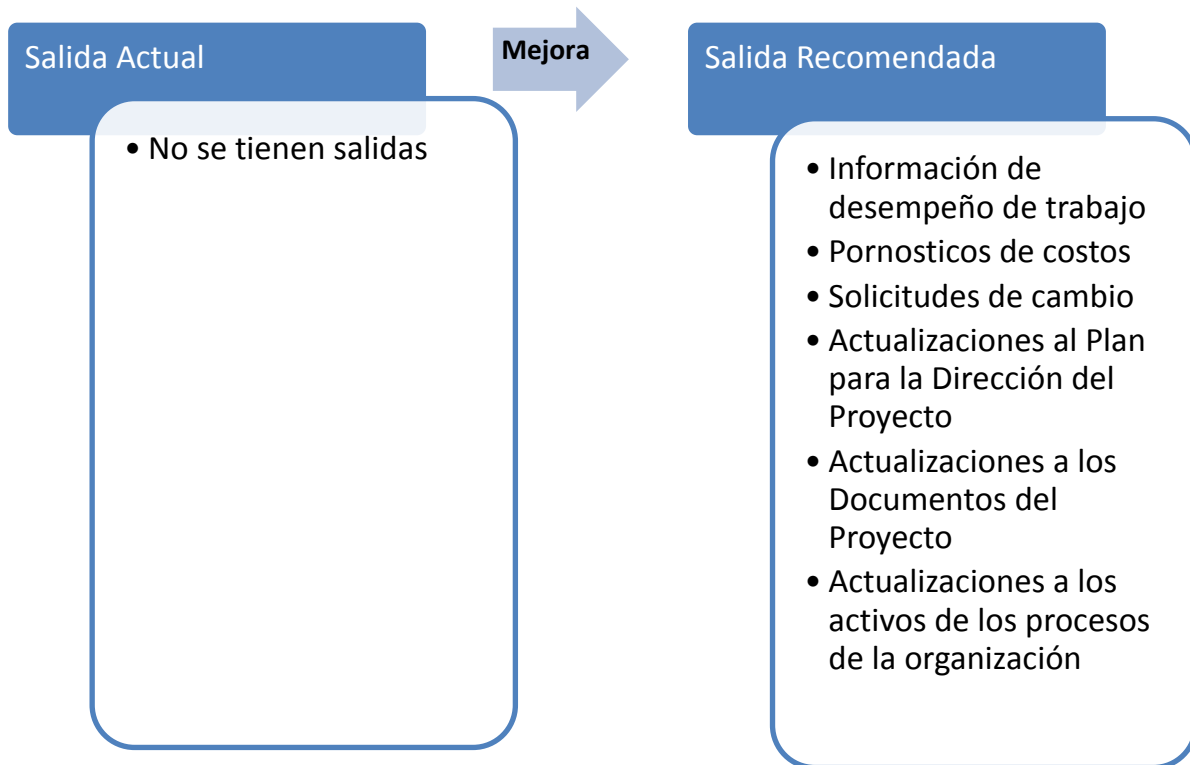 Salida Actual
Mejora
Salida Recomendada
• No se tienen salidas
• Información de
desempeño de trabajo
• Pornosticos de costos
• Solicitudes de cambio
• Actualizaciones al Plan
para la Dirección del
Proyecto
• Actualizaciones a los
Documentos del
Proyecto
• Actualizaciones a los
activos de los procesos
de la organización